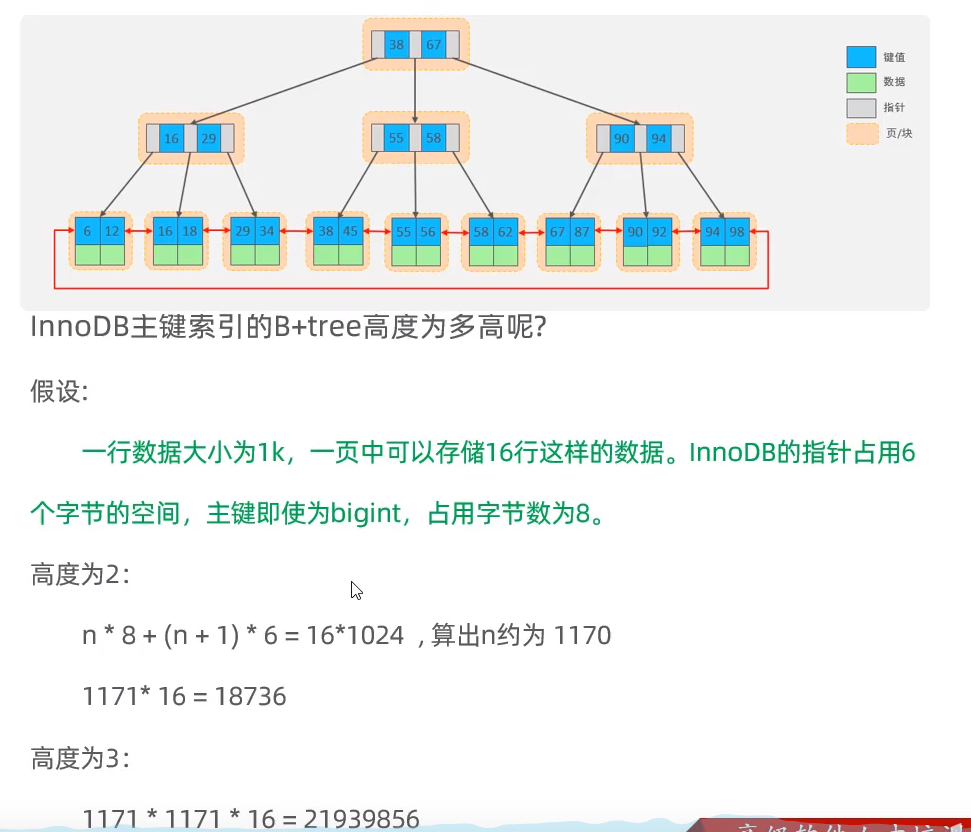 38 67
键值
数据
指针
页/块
16 29
55 58
90 94
6 12 16 18 29 34 38 45 55 56 58 62 67 87 90 92 94 98
InnoDB主键索引的B+tree高度为多高呢?
假设:
一行数据大小为1k，一页中可以存储16行这样的数据。InnoDB的指针占用6
个字节的空间，主键即使为bigint，占用字节数为8。
高度为2：
n * 8 + (n + 1) * 6 = 16*1024 , 算出n约为 1170
1171* 16 = 18736
高度为3：
1171 * 1171 * 16 = 21939856